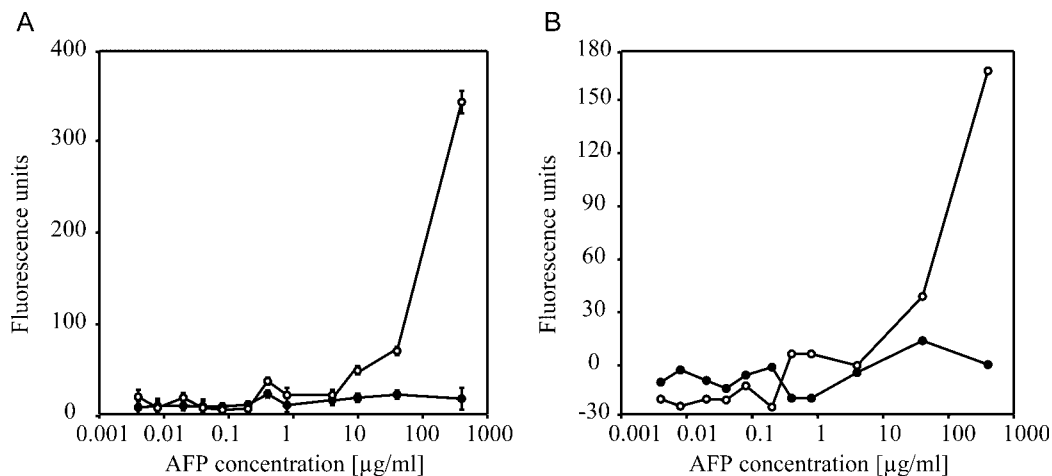 A
400
300
200
100
0
0.001 0.01 0.1 1 10 100 1000
Fluorescence units
AFP concentration [µg/ml]
B
180
150
120
90
60
30
0
-30
0.001 0.01 0.1 1 10 100 1000
Fluorescence units
AFP concentration [µg/ml]